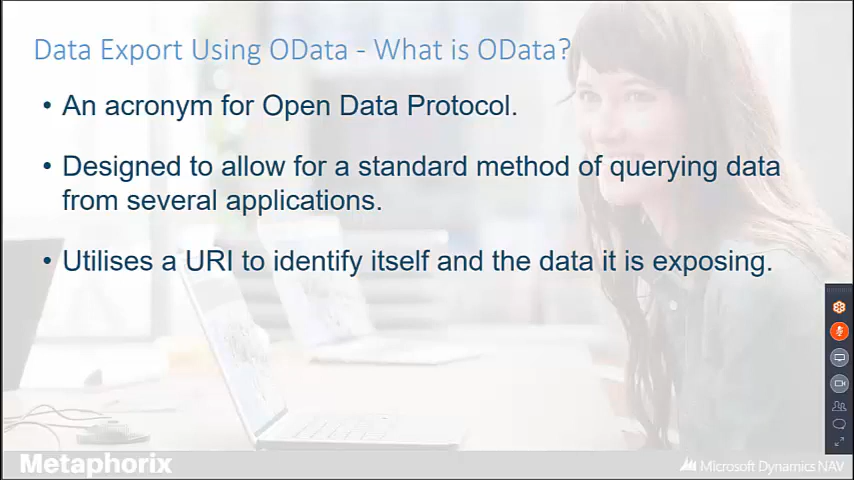 Data Export Using OData - What is OData?
• An acronym for Open Data Protocol.
• Designed to allow for a standard method of querying data
from several applications.
• Utilises a URI to identify itself and the data it is exposing.
Metaphorix
Microsoft Dynamics NAV